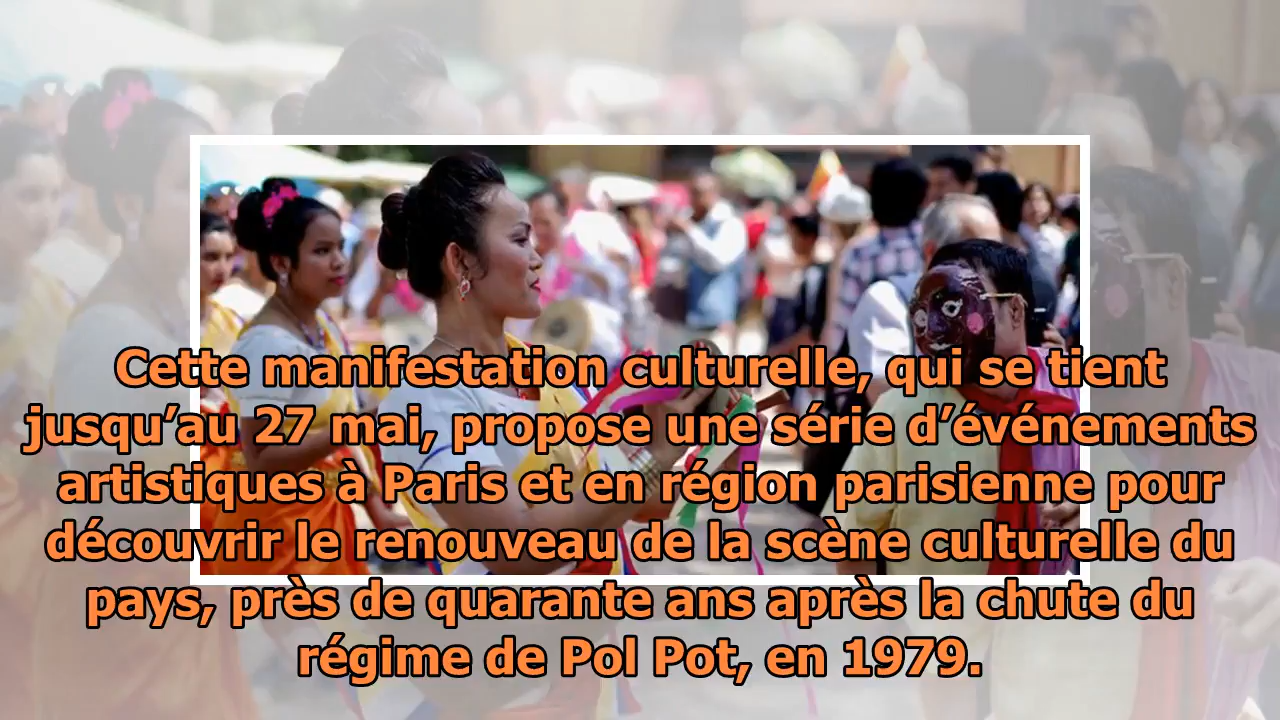 Cette manifestation culturelle, qui se tient
jusqu’au 27 mai, propose une série d’événements
artistiques à Paris et en région parisienne pour
découvrir le renouveau de la scène culturelle du
pays, près de quarante ans après la chute du
régime de Pol Pot, en 1979.